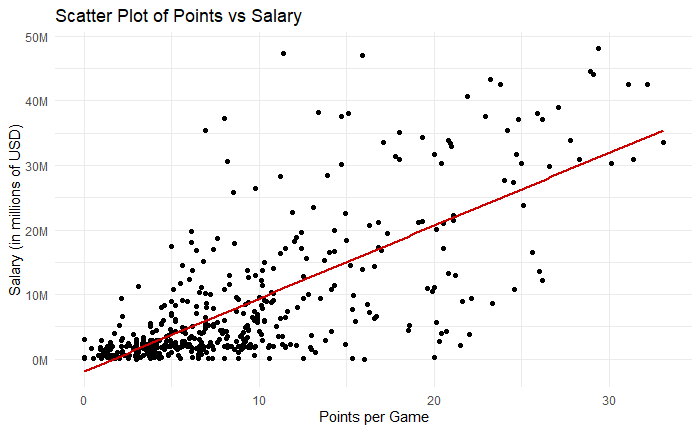 Scatter Plot of Points vs Salary
50M
40M
30M
20M
10M
0M
Salary (in millions of USD)
0 10 20 30
Points per Game